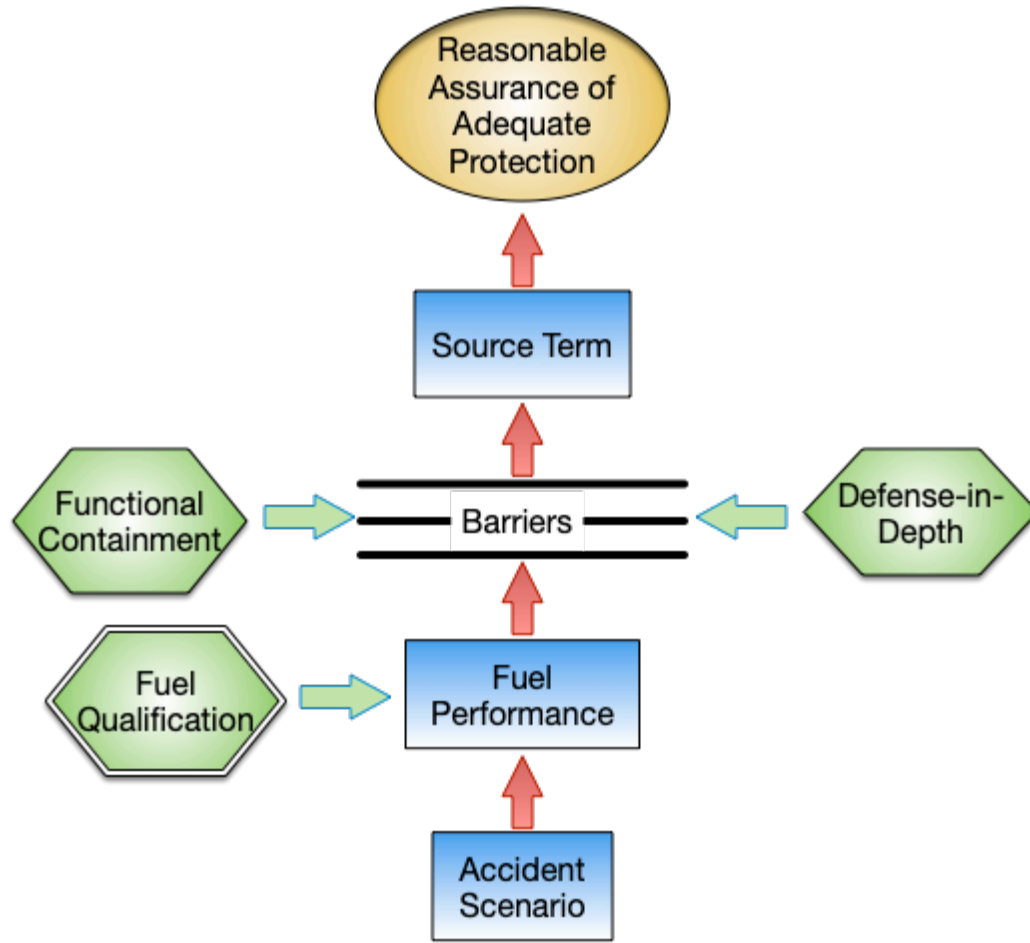 Reasonable
Assurance of
Adequate
Protection
Source Term
Functional
Containment
Barriers
Defense-in-
Depth
Fuel
Qualification
Fuel
Performance
Accident
Scenario